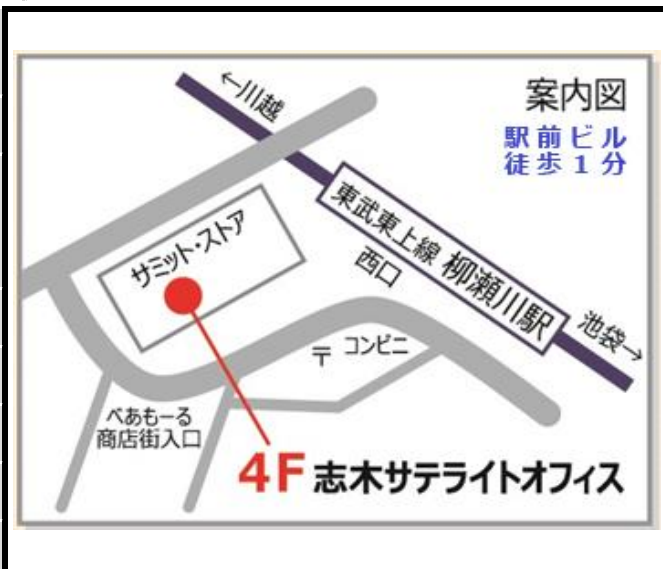 案内図
駅前ビル
徒歩1分
←川越
東武東上線 柳瀬川駅
西口
池袋→
サミット・ストア
〒 コンビニ
ぺあもーる
商店街入口
4F 志木サテライトオフィス